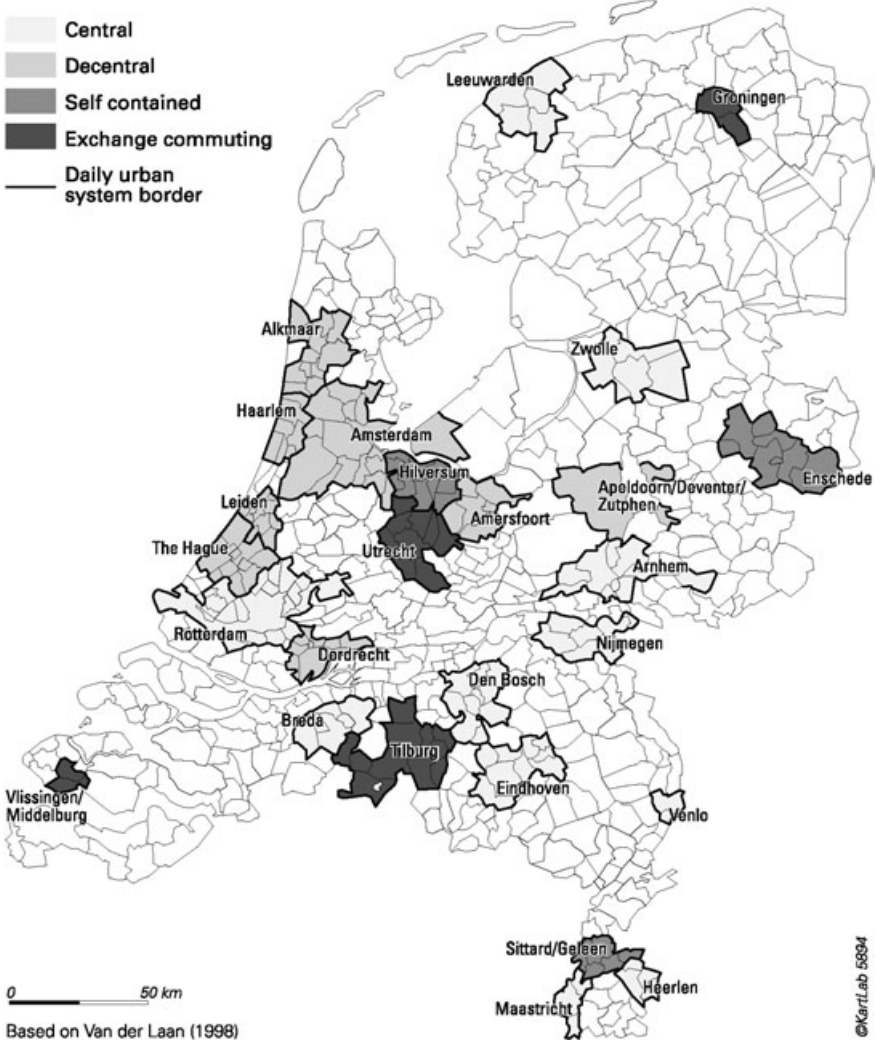 Central
Decentral
Self contained
Exchange commuting
Daily urban
system border
Leeuwarden
Groningen
Alkmaar
Zwolle
Haarlem
Amsterdam
Hilversum
Enschede
Leiden
Apeldoorn/Deventer/
Zutphen
Amersfoort
The Hague
Utrecht
Arnhem
Rotterdam
Nijmegen
Dordrecht
Den Bosch
Breda
Tilburg
Eindhoven
Vlissingen/
Middelburg
Venlo
Sittard/Geleen
Heerlen
Maastricht
0 50 km
Based on Van der Laan (1998)
©KartLab 5894